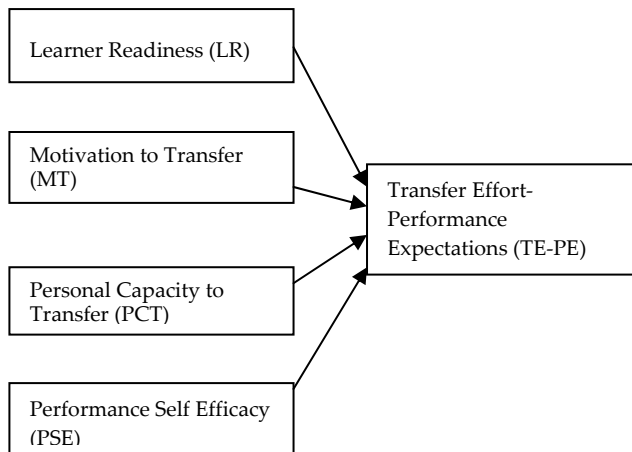 Learner Readiness (LR)
Motivation to Transfer
(MT)
Transfer Effort-
Performance
Expectations (TE-PE)
Personal Capacity to
Transfer (PCT)
Performance Self Efficacy
(PSE)